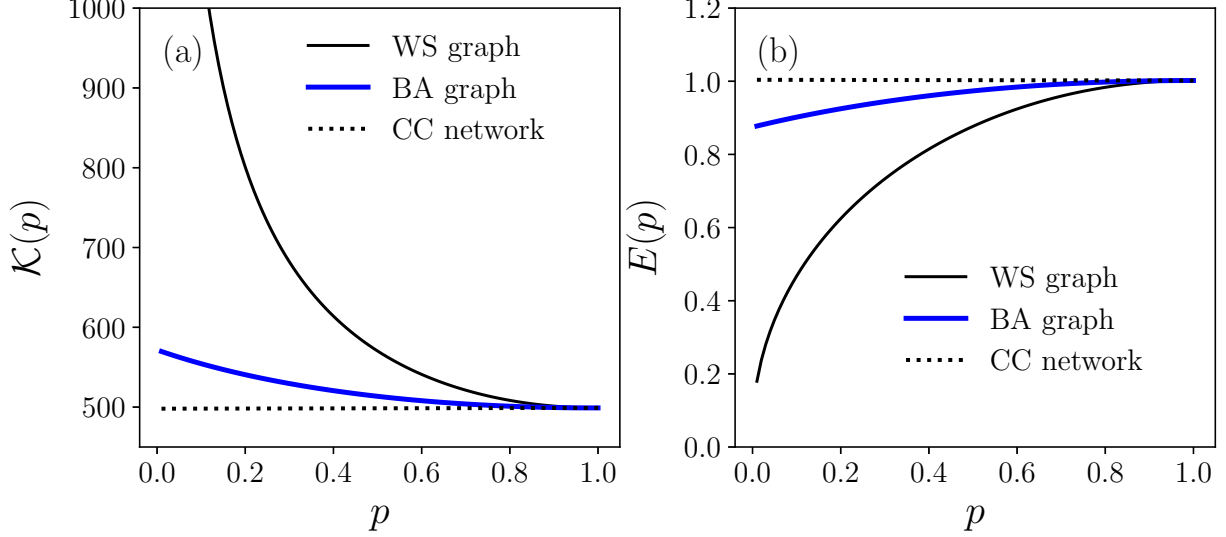 1000
900
800
700
600
500
K(p)
(a)
WS graph
BA graph
CC network
0.0 0.2 0.4 0.6 0.8 1.0
p
1.2
1.0
0.8
0.6
0.4
0.2
0.0
E(p)
(b)
WS graph
BA graph
CC network
0.0 0.2 0.4 0.6 0.8 1.0
p